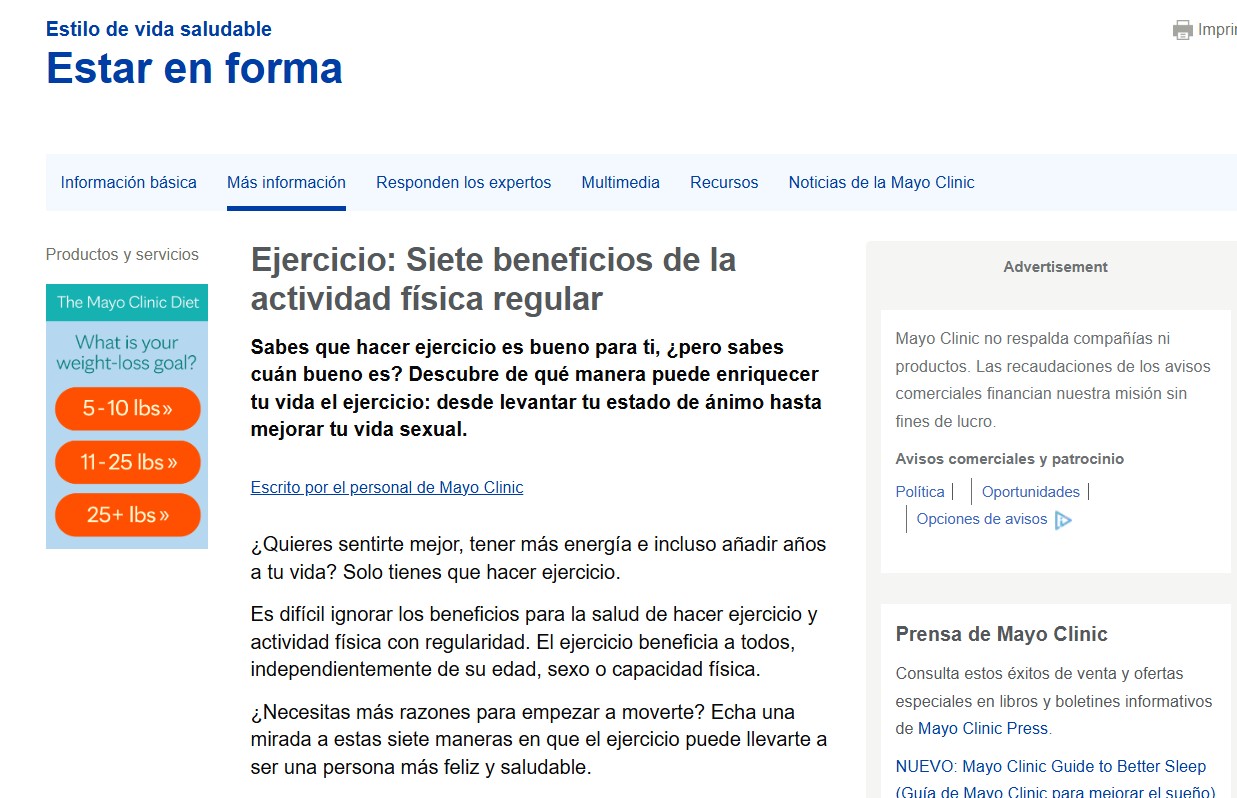 Estilo de vida saludable
Estar en forma
Información básica
Más información
Responden los expertos
Multimedia
Recursos
Noticias de la Mayo Clinic
Productos y servicios
The Mayo Clinic Diet
What is your
weight-loss goal?
5-10 lbs»
11-25 lbs»
25+ lbs»
Ejercicio: Siete beneficios de la
actividad física regular
Sabes que hacer ejercicio es bueno para ti, ¿pero sabes
cuán bueno es? Descubre de qué manera puede enriquecer
tu vida el ejercicio: desde levantar tu estado de ánimo hasta
mejorar tu vida sexual.
Escrito por el personal de Mayo Clinic
¿Quieres sentirte mejor, tener más energía e incluso añadir años
a tu vida? Solo tienes que hacer ejercicio.
Es difícil ignorar los beneficios para la salud de hacer ejercicio y
actividad física con regularidad. El ejercicio beneficia a todos,
independientemente de su edad, sexo o capacidad física.
¿Necesitas más razones para empezar a moverte? Echa una
mirada a estas siete maneras en que el ejercicio puede llevarte a
ser una persona más feliz y saludable.
Advertisement
Mayo Clinic no respalda compañías ni
productos. Las recaudaciones de los avisos
comerciales financian nuestra misión sin
fines de lucro.
Avisos comerciales y patrocinio
Política | | Oportunidades |
| Opciones de avisos
Prensa de Mayo Clinic
Consulta estos éxitos de venta y ofertas
especiales en libros y boletines informativos
de Mayo Clinic Press.
NUEVO: Mayo Clinic Guide to Better Sleep
(Guía de Mayo Clinic para mejorar el sueño)